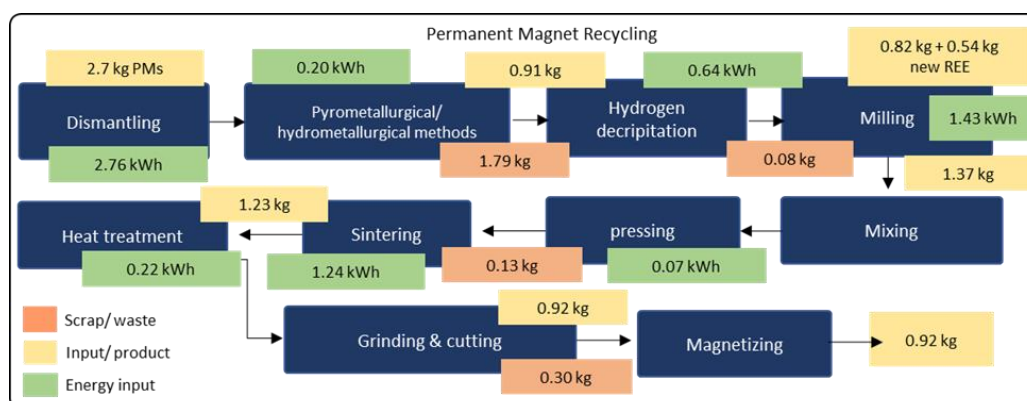 Permanent Magnet Recycling
2.7 kg PMs
Dismantling
2.76 kWh
0.20 kWh
Pyrometallurgical/
hydrometallurgical methods
0.91 kg
1.79 kg
0.64 kWh
Hydrogen
decripitation
0.08 kg
0.82 kg + 0.54 kg
new REE
Milling
1.43 kWh
1.37 kg
Mixing
pressing
0.07 kWh
0.13 kg
Sintering
1.24 kWh
1.23 kg
Heat treatment
0.22 kWh
Grinding & cutting
0.92 kg
0.30 kg
Magnetizing
0.92 kg
Scrap/ waste
Input/ product
Energy input